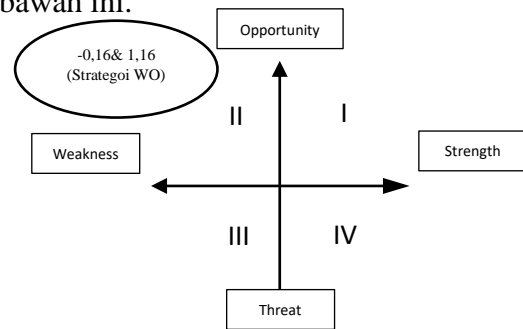 bawah ini.
Opportunity
-0,16& 1,16
(Strategoi WO)
II
I
Weakness
Strength
III
IV
Threat